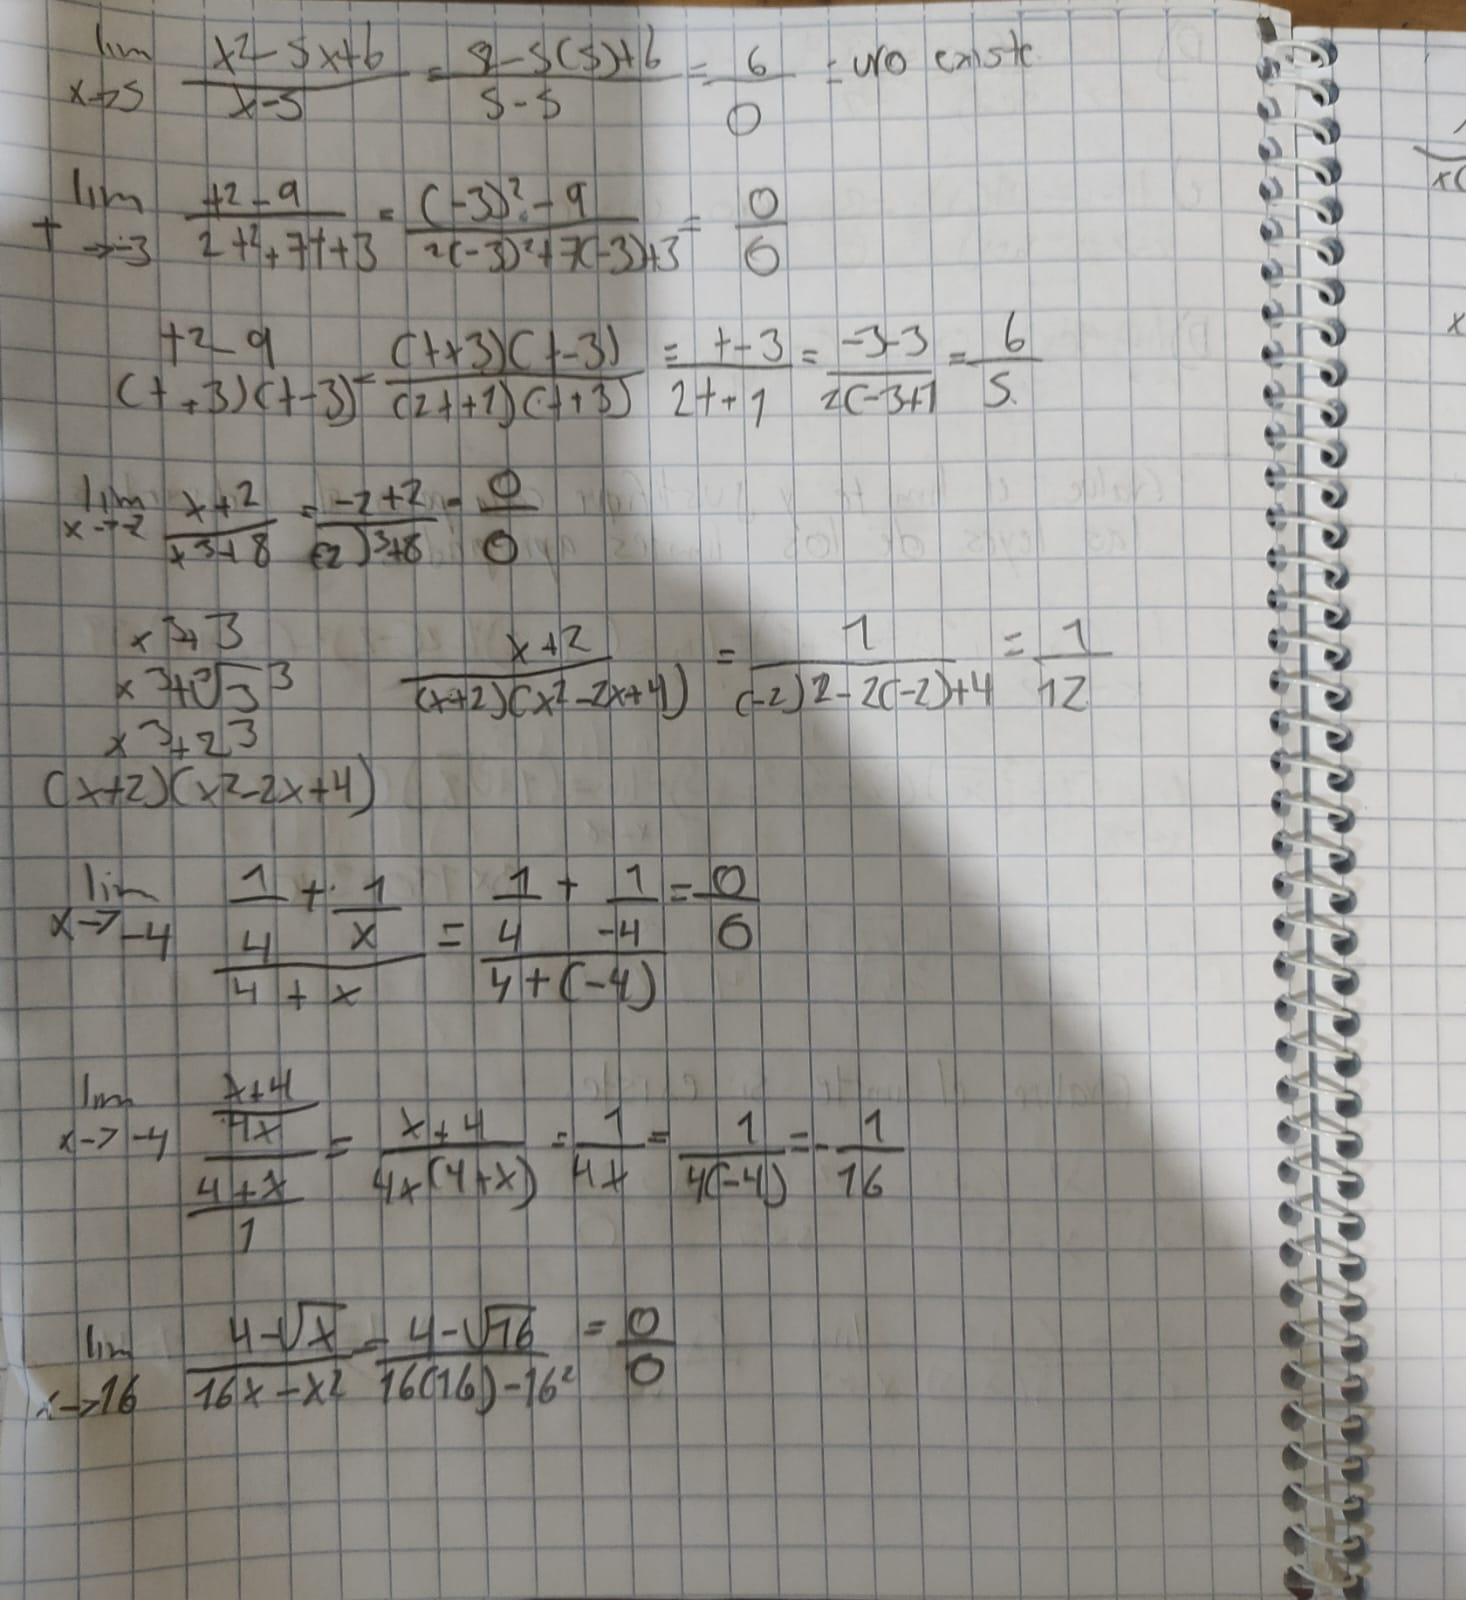 lim x→5 x2-5x+6 / x-5 = 2-5(5)+6 / 5-5 = 6/0 = No existe
lim t→-3 t2-9 / 2t²+7t+3 = (-3)²-9 / 2(-3)²+7(-3)+3 = 0/0
t2-9 / (t+3)(t-3) = (t+3)(t-3) / (2t+1)(t+3) = t-3 / 2t+1 = -3-3 / 2(-3+1 = 6/5.
lim x→-2 x+2 / x3+8 = -2+2 / (-2)3+8 = 0/0
x3+3
x3+3√3 3 x+2 / (x+2)(x2-2x+4) = 1 / (-2)2-2(-2)+4 = 1/12
x3+23
(x+2)(x2-2x+4)
lim x→-4 1/4 + 1/x / 4+x = 1/4 + 1/-4 / 4+(-4) = 0/0
lim x→-4 x+4/4x / 4+x/1 = x+4 / 4x(4+x) = 1/4x = 1/4(-4) = -1/16
lim x→16 4-√x / 16x-x2 = 4-√16 / 16(16)-16² = 0/0